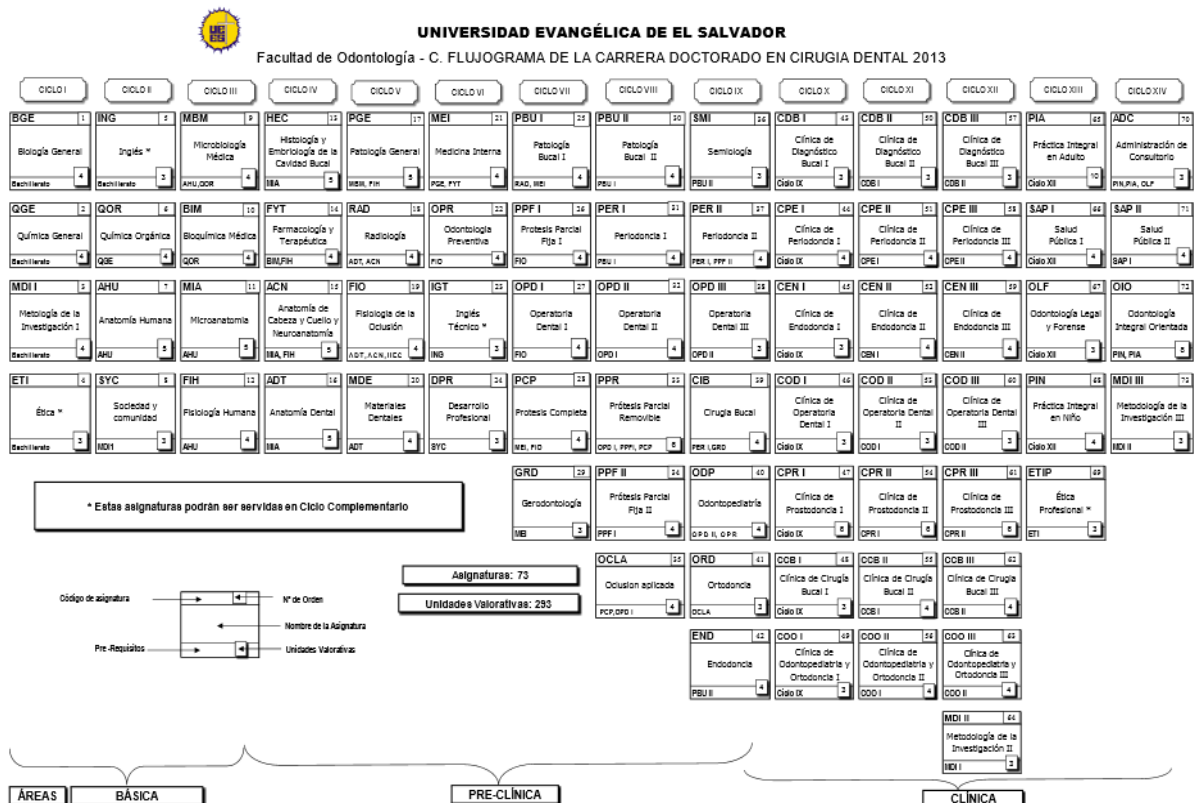 UNIVERSIDAD EVANGÉLICA DE EL SALVADOR
Facultad de Odontología - C. FLUJOGRAMA DE LA CARRERA DOCTORADO EN CIRUGIA DENTAL 2013
CICLO I
CICLO II
CICLO III
CICLO IV
CICLO V
CICLO VI
CICLO VII
CICLO VIII
CICLO IX
CICLO X
CICLO XI
CICLO XII
CICLO XIII
CICLO XIV
BGE 1
Biología General
Bachillerato 4
ING 5
Inglés *
Bachillerato 3
MBM 9
Microbiología
Médica
AHU,QOR 4
HEC 13
Histología y
Embriología de la
Cavidad Bucal
MIA 5
PGE 17
Patología General
MBM, FIH 5
MEI 21
Medicina Interna
PGE, FYT 4
PBU I 25
Patología
Bucal I
RAD, MEI 4
PBU II 30
Patología
Bucal II
PBU I 4
SMI 36
Semiología
PBU II 3
CDB I 43
Clínica de
Diagnóstico
Bucal I
Ciclo IX 3
CDB II 50
Clínica de
Diagnóstico
Bucal II
CDB I 4
CDB III 57
Clínica de
Diagnóstico
Bucal III
CDB II 4
PIA 65
Práctica Integral
en Adulto
Ciclo XII 10
ADC 70
Administración de
Consultorio
PIN,PIA, OLF 3
QGE 2
Química General
Bachillerato 4
QOR 6
Química Orgánica
QGE 4
BIM 10
Bioquímica Médica
QOR 4
FYT 14
Farmacología y
Terapéutica
BIM,FIH 4
RAD 18
Radiología
ADT, ACN 4
OPR 22
Odontología
Preventiva
FIO 4
PPF I 26
Protesis Parcial
Fija I
FIO 4
PER I 31
Periodoncia I
PBU I 4
PER II 37
Periodoncia II
PER I, PPF II 4
CPE I 44
Clínica de
Periodoncia I
Ciclo IX 4
CPE II 51
Clínica de
Periodoncia II
CPE I 4
CPE III 58
Clínica de
Periodoncia III
CPE II 4
SAP I 66
Salud
Pública I
Ciclo XII 4
SAP II 71
Salud
Pública II
SAP I 4
MDI I 3
Metología de la
Investigación I
Bachillerato 4
AHU 7
Anatomía Humana
AHU 5
MIA 11
Microanatomia
AHU 5
ACN 15
Anatomía de
Cabeza y Cuello y
Neuroanatomía
MIA, FIH 5
FIO 19
Fisiología de la
Oclusión
4
IGT 23
Inglés
Técnico *
ING 3
OPD I 27
Operatoria
Dental I
FIO 4
OPD II 32
Operatoria
Dental II
OPD I 4
OPD III 38
Operatoria
Dental III
OPD II 3
CEN I 45
Clínica de
Endodoncia I
Ciclo IX 3
CEN II 52
Clínica de
Endodoncia II
CEN I 4
CEN III 59
Clínica de
Endodoncia III
CEN II 4
OLF 67
Odontología Legal
y Forense
Ciclo XII 3
OIO 72
Odontología
Integral Orientada
PIN, PIA 8
ETI 4
Ética *
Bachillerato 3
SYC 8
Sociedad y
comunidad
MDI1 3
FIH 12
Fisiología Humana
AHU 4
ADT 16
Anatomía Dental
MIA 5
MDE 20
Materiales
Dentales
ADT 4
DPR 24
Desarrollo
Profesional
SYC 3
PCP 28
Protesis Completa
MEI, FIO 4
PPR 33
Prótesis Parcial
Removible
OPD I, PPFI, PCP 6
CIB 39
Cirugía Bucal
PER I,GRD 4
COD I 46
Clínica de
Operatoria
Dental I
Ciclo IX 3
COD II 53
Clínica de
Operatoria Dental
II
COD I 3
COD III 60
Clínica de
Operatoria Dental
III
COD II 3
PIN 68
Práctica Integral
en Niño
Ciclo XII 4
MDI III 73
Metodología de la
Investigación III
MDI II 3
GRD 29
Gerodontología
MEI 3
PPF II 34
Prótesis Parcial
Fija II
PPF I 4
ODP 40
Odontopediatría
OPD II, OPR 4
CPR I 47
Clínica de
Prostodoncia I
Ciclo IX 6
CPR II 54
Clínica de
Prostodoncia II
CPR I 6
CPR III 61
Clínica de
Prostodoncia III
CPR II 6
ETIP 69
Ética
Profesional *
ETI 3
* Estas asignaturas podrán ser servidas en Ciclo Complementario
OCLA 35
Oclusion aplicada
PCP,OPD I 4
ORD 41
Ortodoncia
OCLA 3
CCB I 48
Clínica de Cirugía
Bucal I
Ciclo IX 3
CCB II 55
Clínica de Cirugía
Bucal II
CCB I 4
CCB III 62
Clínica de Cirugía
Bucal III
CCB II 4
Asignaturas: 73
Unidades Valorativas: 293
Código de asignatura
N° de Orden
Nombre de la Asignatura
Pre -Requisitos
Unidades Valorativas
END 42
Endodoncia
PBU II 4
COO I 49
Clínica de
Odontopediatría y
Ortodoncia I
Ciclo IX 3
COO II 56
Clínica de
Odontopediatría y
Ortodoncia II
COO I 4
COO III 63
Clínica de
Odontopediatría y
Ortodoncia III
COO II 4
MDI II 64
Metodología de la
Investigación II
MDI I 3
ÁREAS
BÁSICA
PRE-CLÍNICA
CLÍNICA